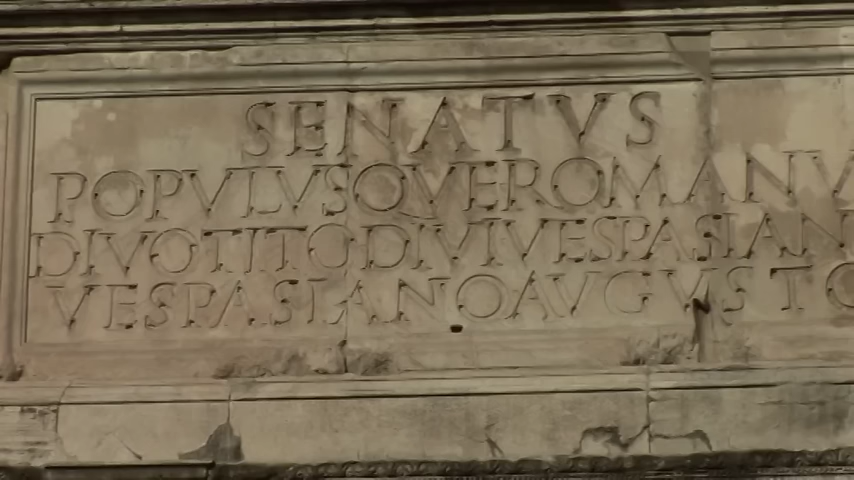 SENATVS
POPVLVSQVEROMANV
DIVOTITODIVIVESPASIAN
VESPASIANOAVGVSTO